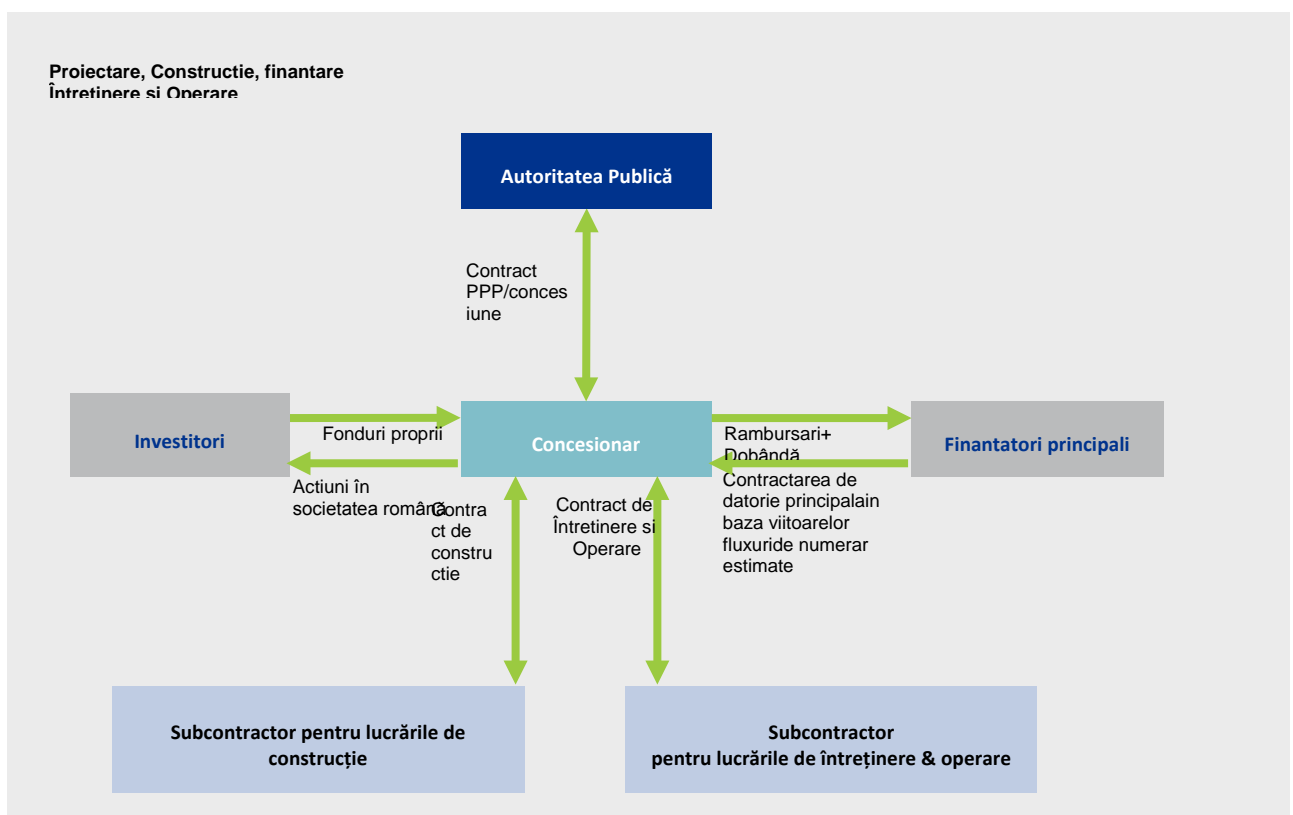 Proiectare, Constructie, finantare
Întretinere si Operare
Autoritatea Publică
Contract
PPP/conces
iune
Investitori
Fonduri proprii
Concesionar
Rambursari+
Dobândă
Finantatori principali
Actiuni în
societatea română
Contra
ct de
constru
ctie
Contract de
Întretinere si
Operare
Contractarea de
datorie principalain
baza viitoarelor
fluxuride numerar
estimate
Subcontractor pentru lucrările de
construcție
Subcontractor
pentru lucrările de întreținere & operare